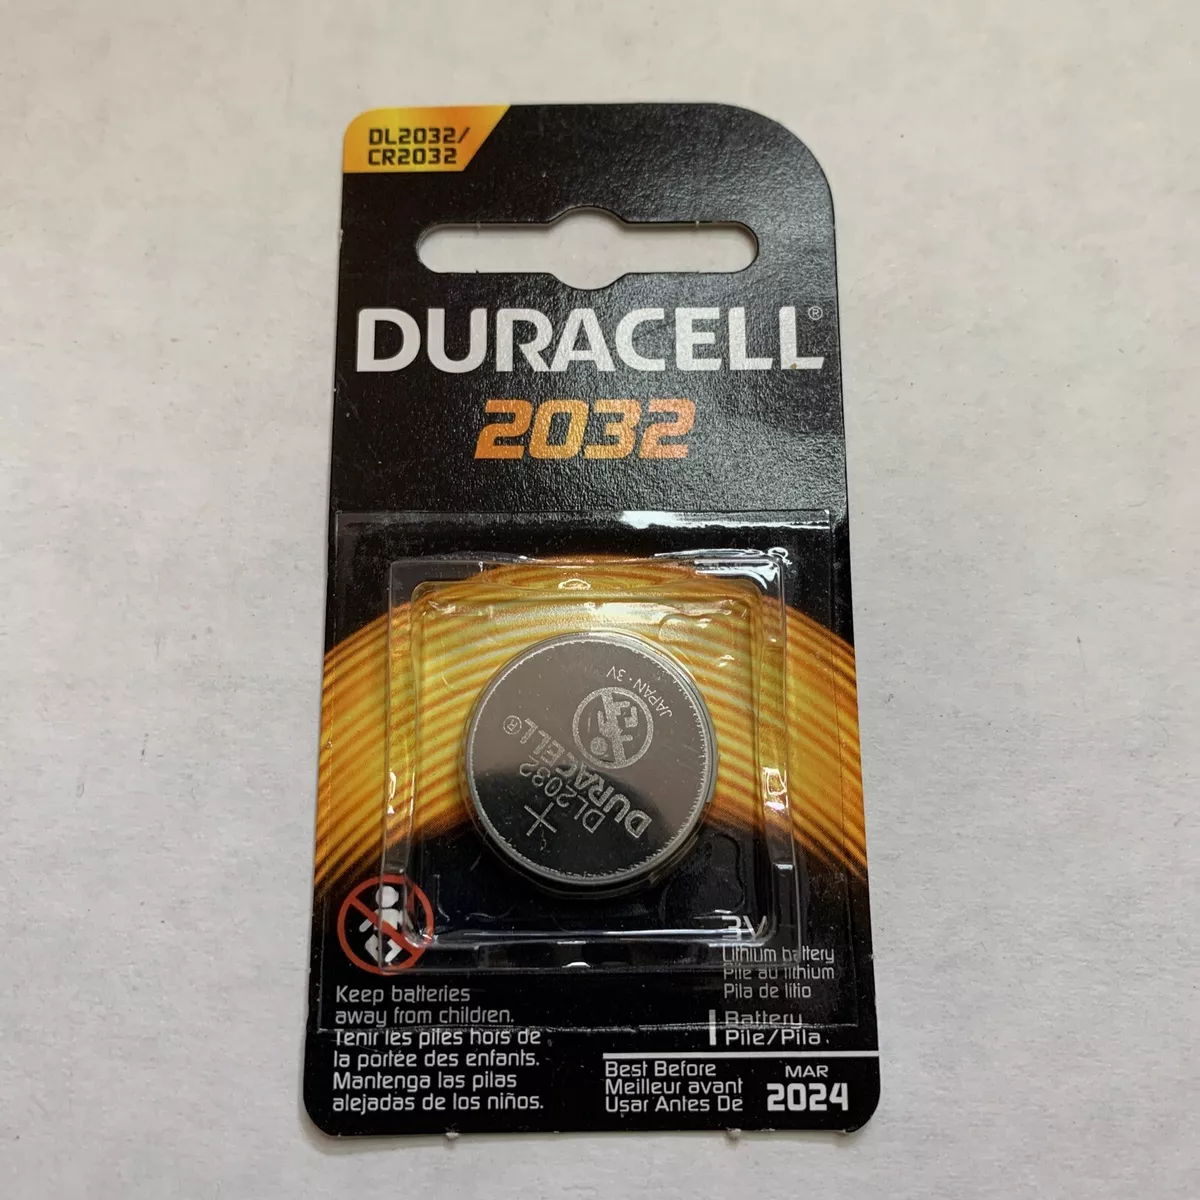 DL2032/
CR2032
DURACELL®
2032
JAPAN · 3V
DURACELL®
DL2032
+
3V
Lithium battery
Pile au lithium
Pila de litio
1 Battery
Pile/Pila.
Keep batteries
away from children.
Tenir les piles hors de
la portée des enfants.
Mantenga las pilas
alejadas de los niños.
Best Before
Meilleur avant
Usar Antes De
MAR
2024